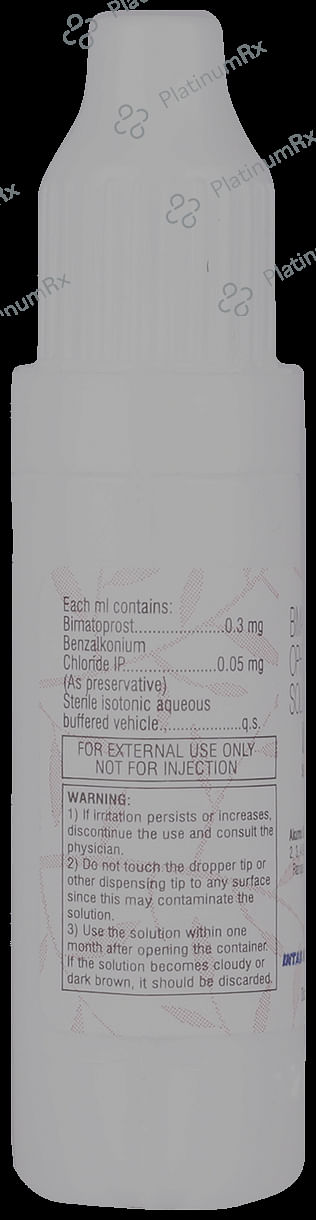 PlatinumRx
PlatinumRx
PlatinumRx
Each ml contains:
Bimatoprost......................0.3 mg
Benzalkonium
Chloride IP.......................0.05 mg
(As preservative)
Sterile isotonic aqueous
buffered vehicle...................q.s.
FOR EXTERNAL USE ONLY
NOT FOR INJECTION
WARNING:
1) If irritation persists or increases,
discontinue the use and consult the
physician.
2) Do not touch the dropper tip or
other dispensing tip to any surface
since this may contaminate the
solution.
3) Use the solution within one
month after opening the container.
If the solution becomes cloudy or
dark brown, it should be discarded.